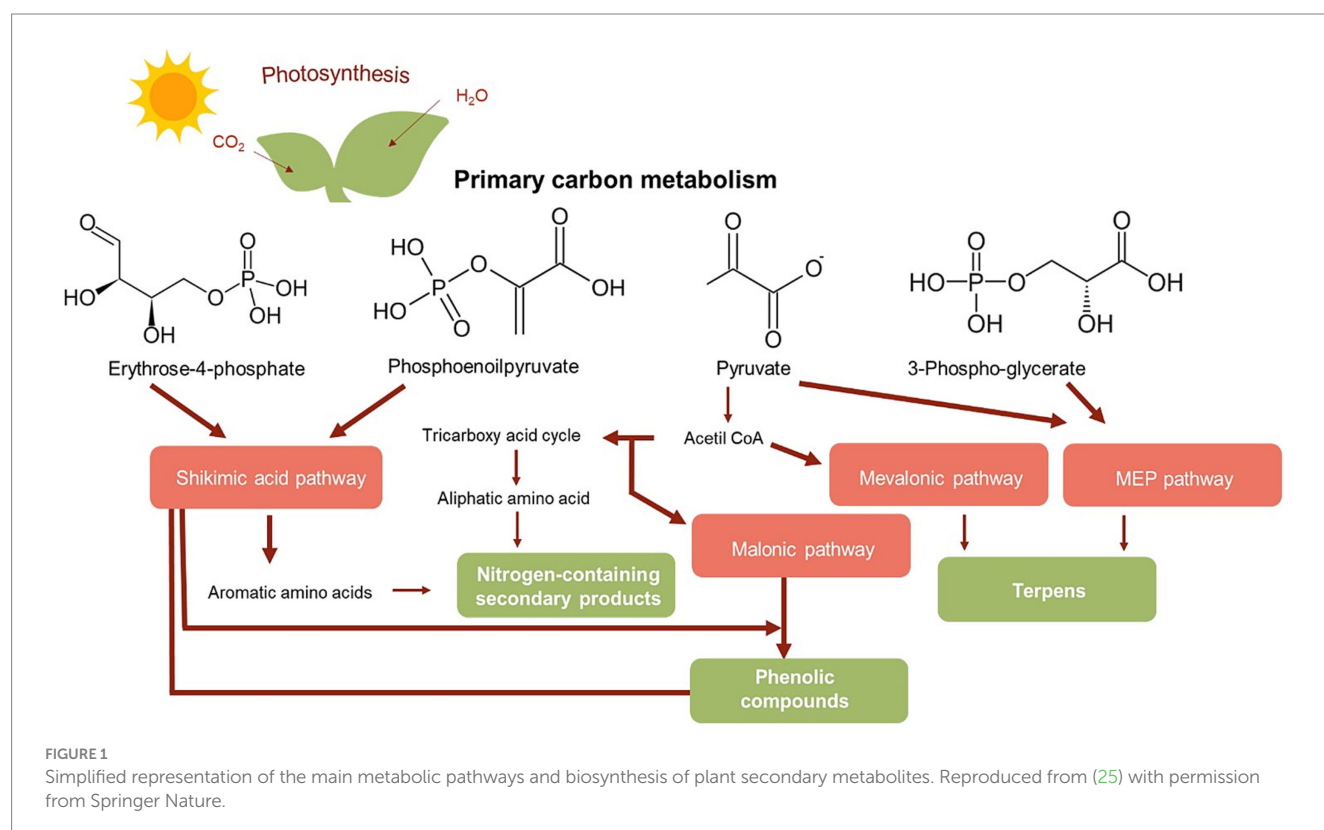 Photosynthesis
H₂O
CO₂
Primary carbon metabolism
O
HO
OH
O
P
O
OH
OH
Erythrose-4-phosphate
HO
P
HO
O
O
O
OH
Phosphoenoilpyruvate
O
O-
O
Pyruvate
O
HO
P
OH
O
O
OH
OH
3-Phospho-glycerate
Tricarboxy acid cycle
Acetil CoA
Shikimic acid pathway
Mevalonic pathway
MEP pathway
Aliphatic amino acid
Malonic pathway
Aromatic amino acids
Nitrogen-containing
secondary products
Terpens
Phenolic
compounds
FIGURE 1
Simplified representation of the main metabolic pathways and biosynthesis of plant secondary metabolites. Reproduced from (25) with permission
from Springer Nature.